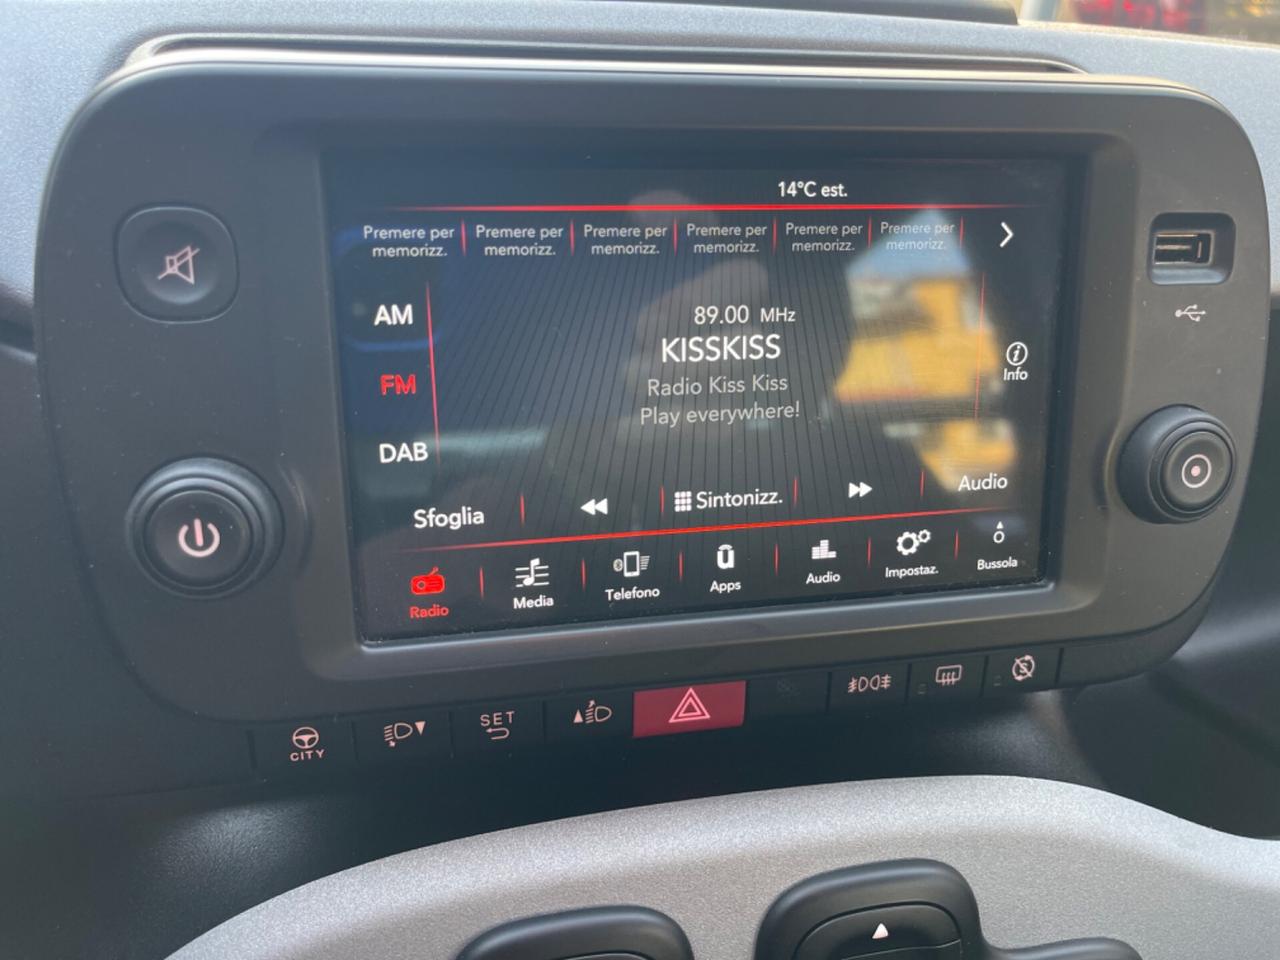 14°C est.
Premere per memorizz.
Premere per memorizz.
Premere per memorizz.
Premere per memorizz.
Premere per memorizz.
Premere per memorizz.
AM
FM
DAB
89.00 MHz
KISSKISS
Radio Kiss Kiss
Play everywhere!
Info
Sfoglia
Sintonizz.
Audio
Radio
Media
Telefono
Apps
Audio
Impostaz.
Bussola
CITY
SET